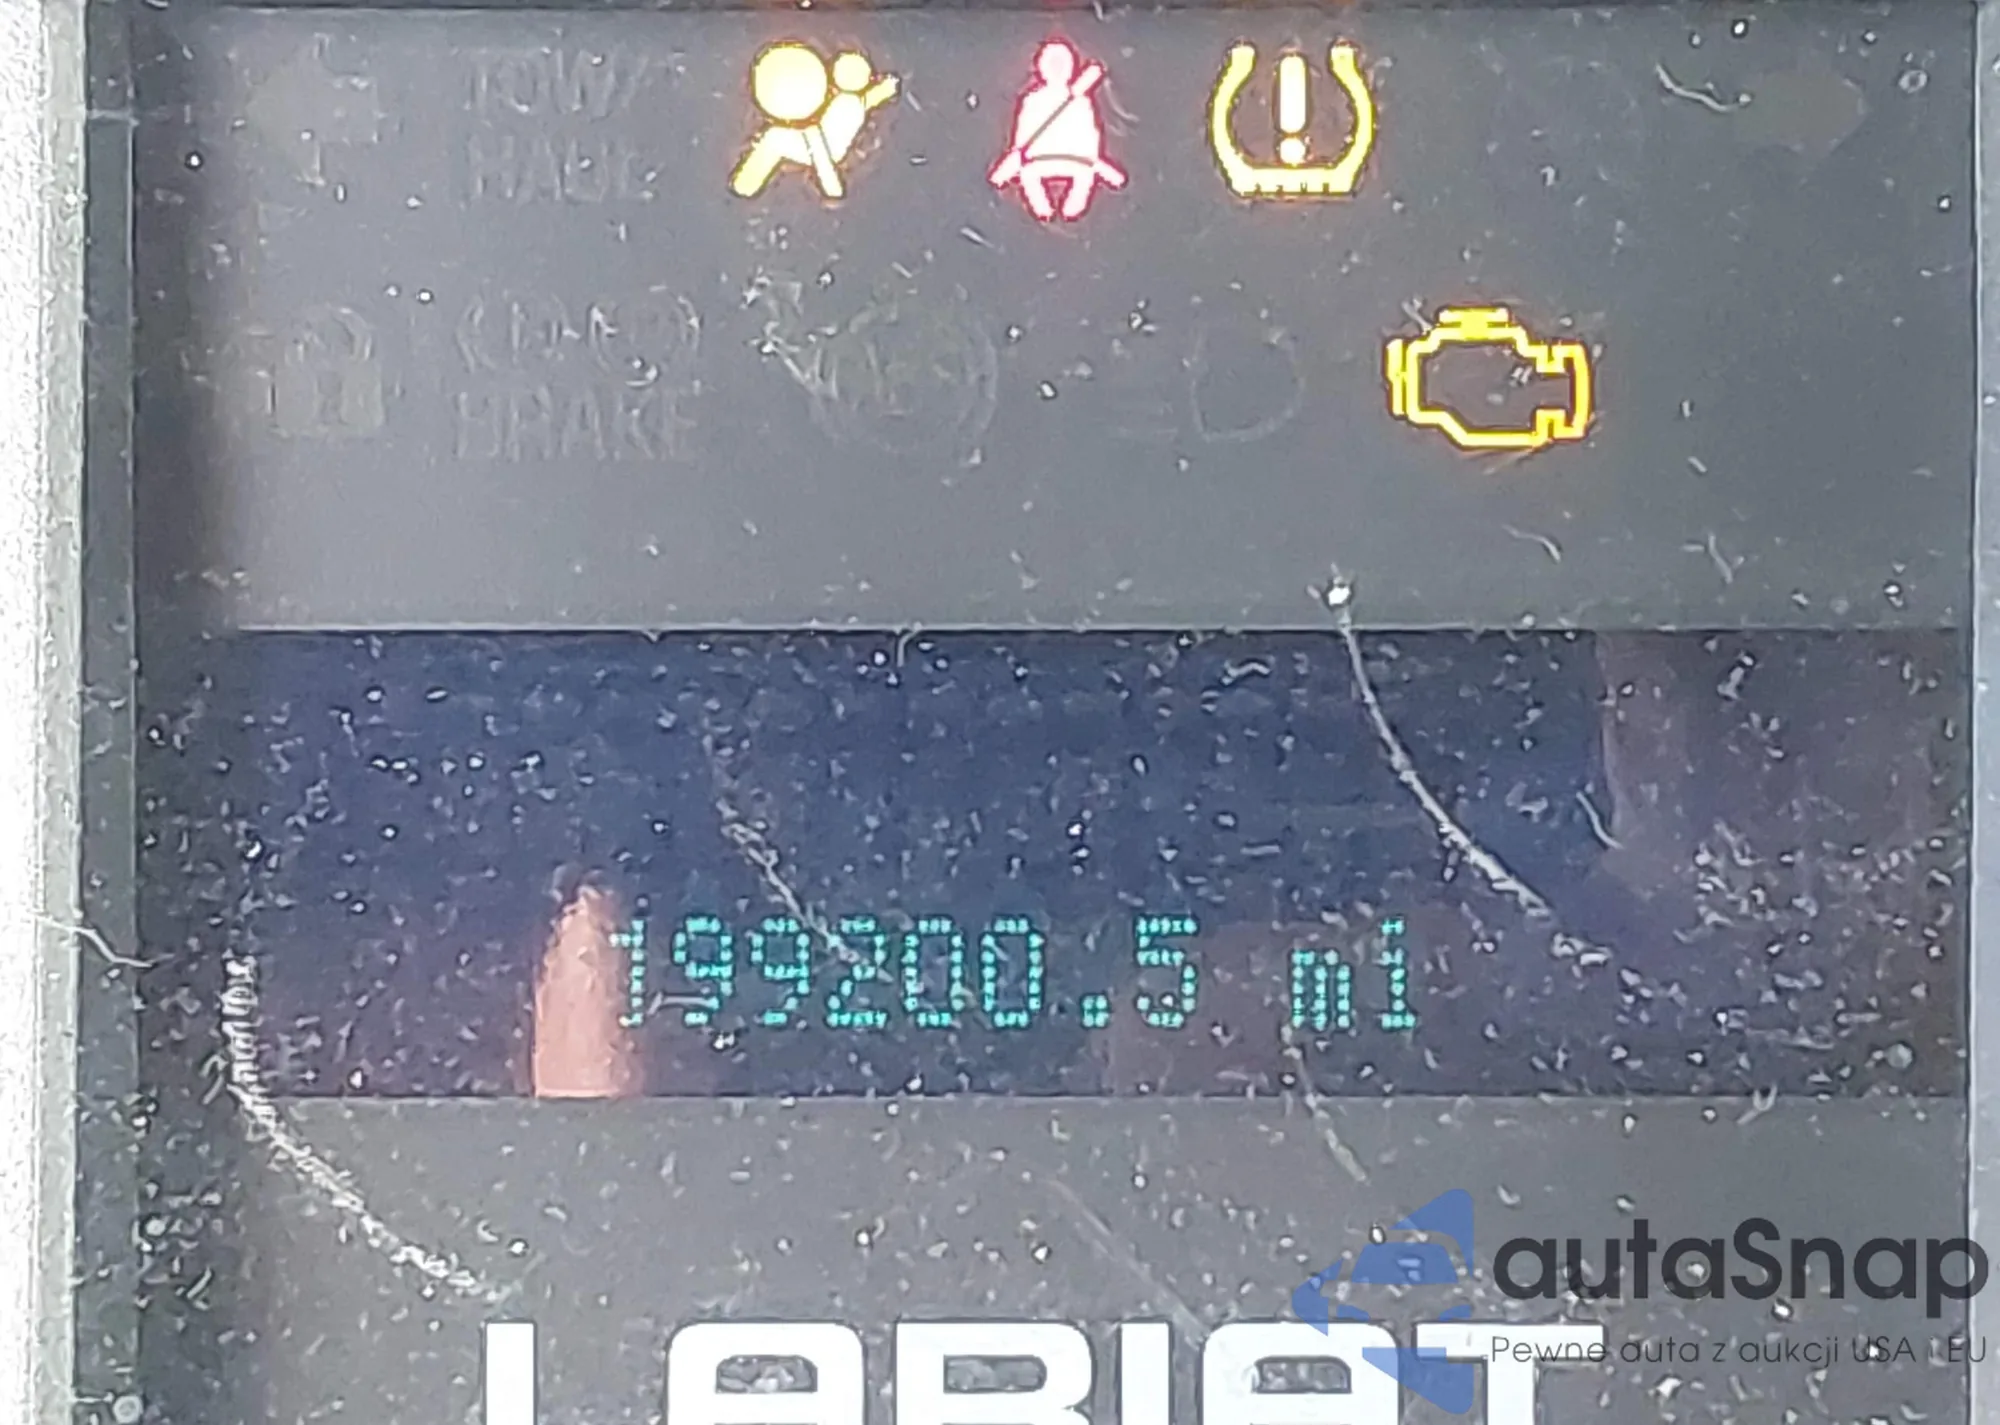 TOW
HAUL
BRAKE
199200.5 mi
LARIAT
autaSnap
Pewne auta z aukcji USA i EU